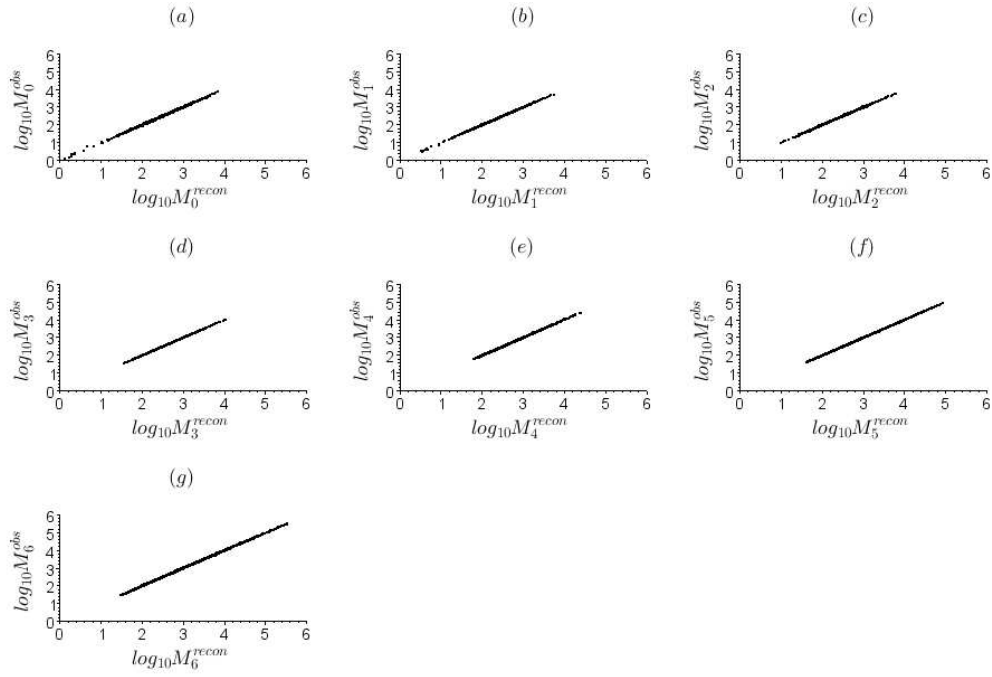 (a)
log₁₀M₀ᵒᵇˢ
6
5
4
3
2
1
0
0 1 2 3 4 5 6
log₁₀M₀ʳᵉᶜᵒⁿ
(b)
log₁₀M₁ᵒᵇˢ
6
5
4
3
2
1
0
0 1 2 3 4 5 6
log₁₀M₁ʳᵉᶜᵒⁿ
(c)
log₁₀M₂ᵒᵇˢ
6
5
4
3
2
1
0
0 1 2 3 4 5 6
log₁₀M₂ʳᵉᶜᵒⁿ
(d)
log₁₀M₃ᵒᵇˢ
6
5
4
3
2
1
0
0 1 2 3 4 5 6
log₁₀M₃ʳᵉᶜᵒⁿ
(e)
log₁₀M₄ᵒᵇˢ
6
5
4
3
2
1
0
0 1 2 3 4 5 6
log₁₀M₄ʳᵉᶜᵒⁿ
(f)
log₁₀M₅ᵒᵇˢ
6
5
4
3
2
1
0
0 1 2 3 4 5 6
log₁₀M₅ʳᵉᶜᵒⁿ
(g)
log₁₀M₆ᵒᵇˢ
6
5
4
3
2
1
0
0 1 2 3 4 5 6
log₁₀M₆ʳᵉᶜᵒⁿ